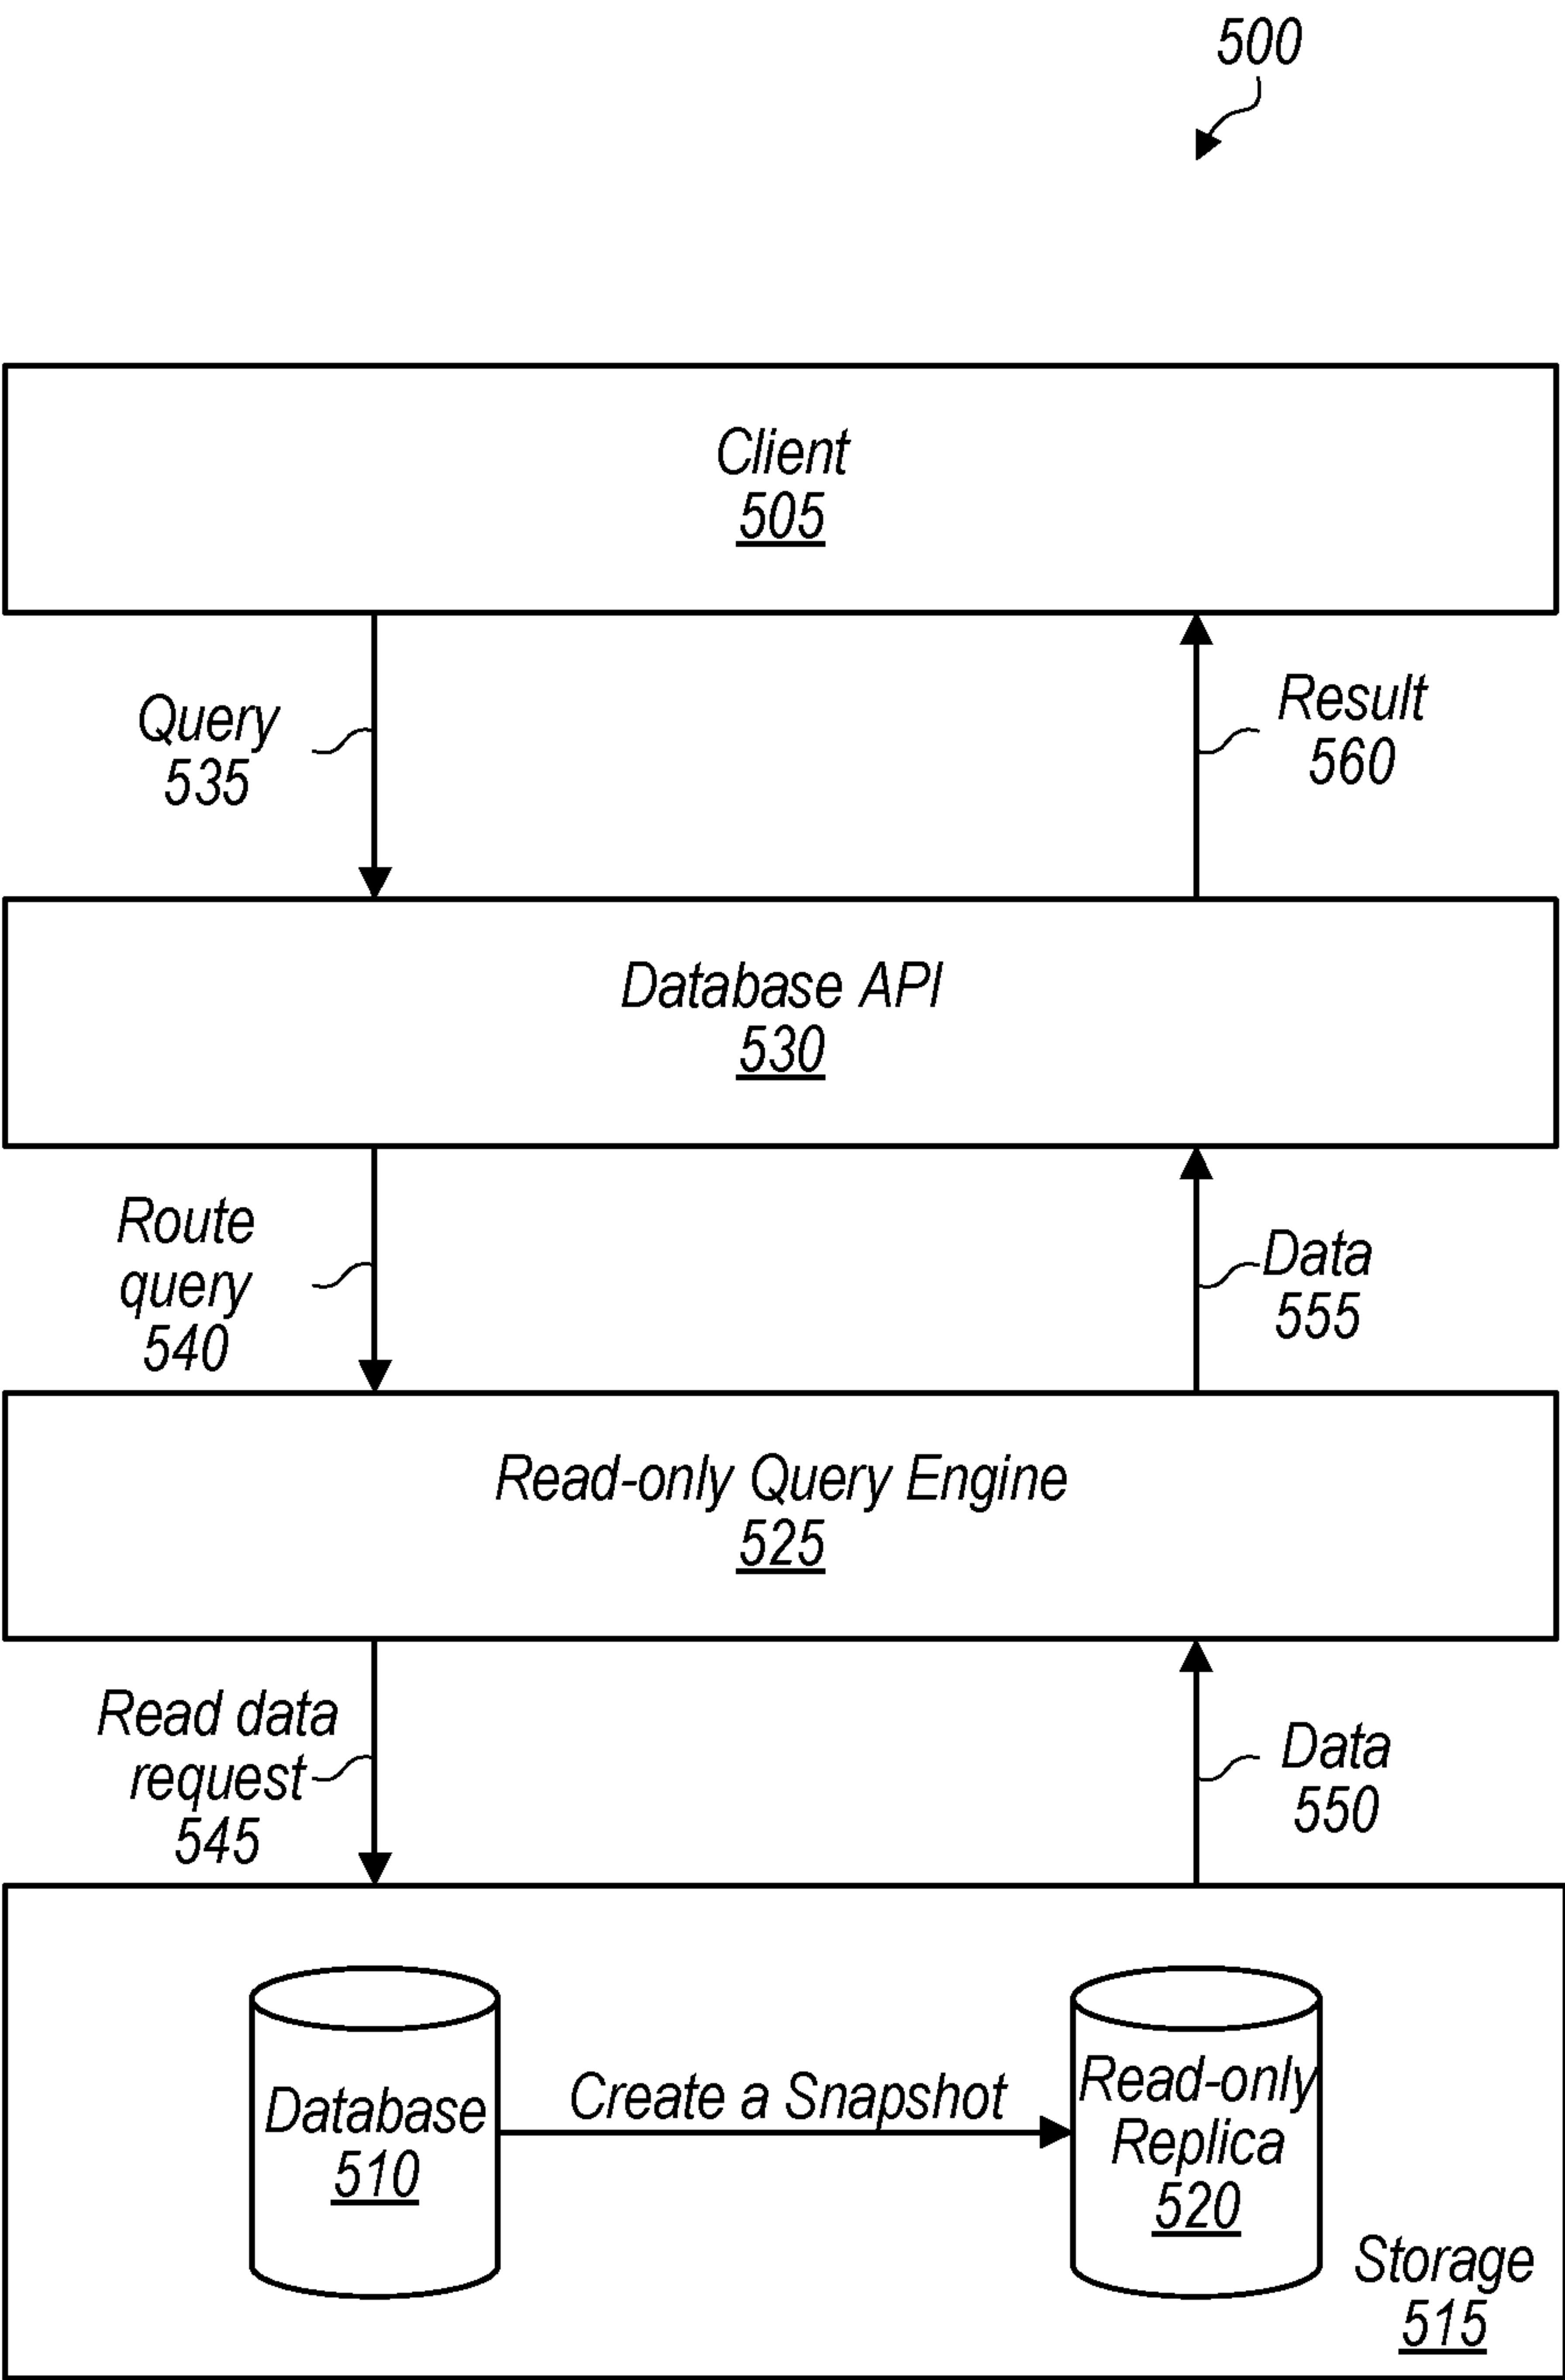 500
Client
505
Query
535
Result
560
Database API
530
Route
query
540
Data
555
Read-only Query Engine
525
Read data
request
545
Data
550
Database
510
Create a Snapshot
Read-only
Replica
520
Storage
515